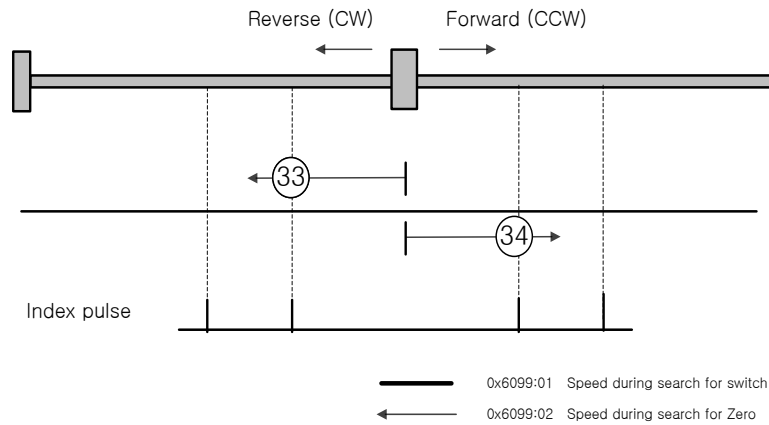 Reverse (CW) Forward (CCW)
33
34
Index pulse
0x6099:01 Speed during search for switch
0x6099:02 Speed during search for Zero